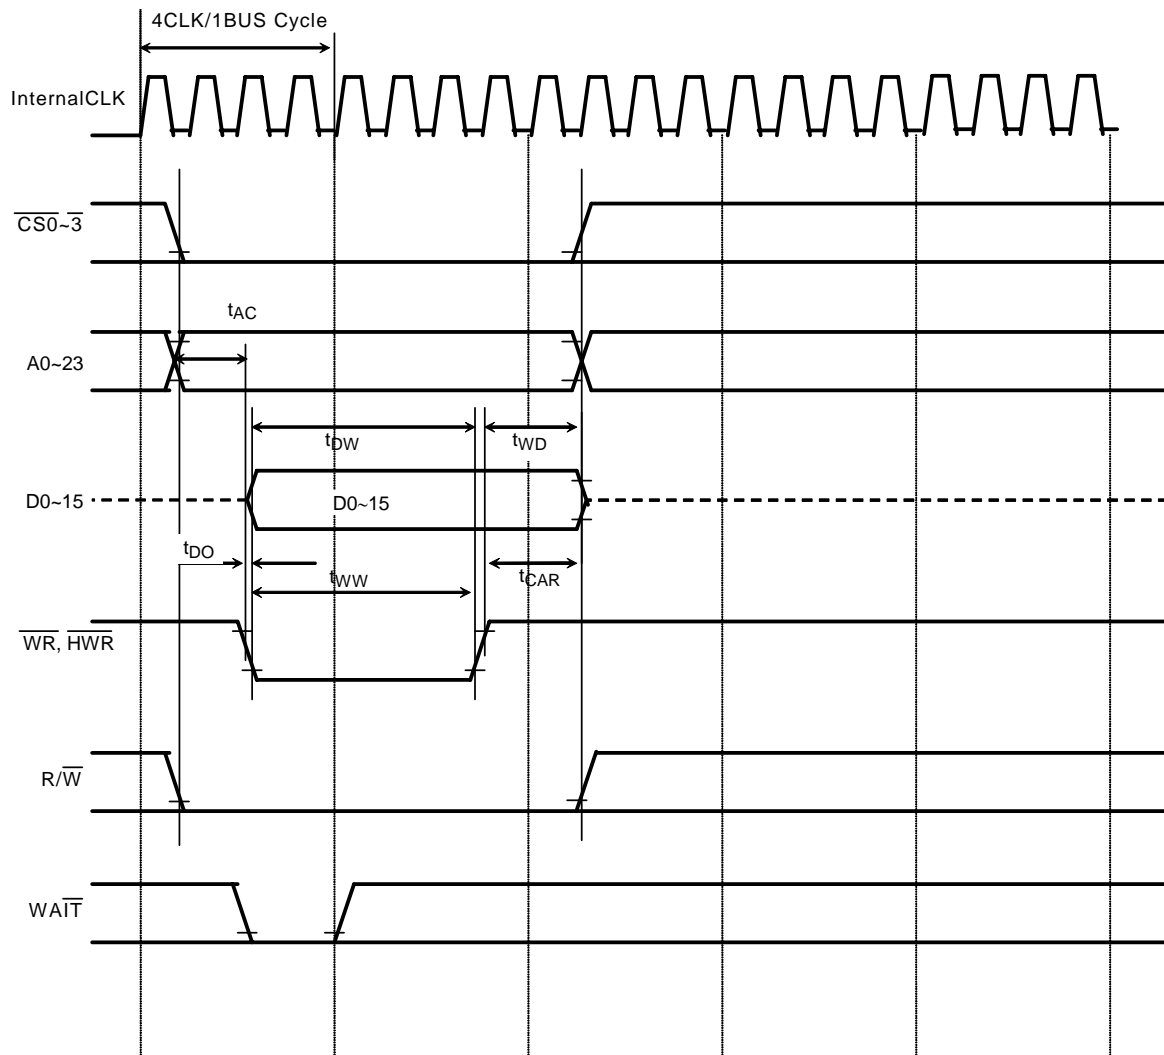 4CLK/1BUS Cycle
InternalCLK
CS0~3
tAC
A0~23
tDW
tWD
D0~15
D0~15
tDO
tWW
tCAR
WR, HWR
R/W
WAIT